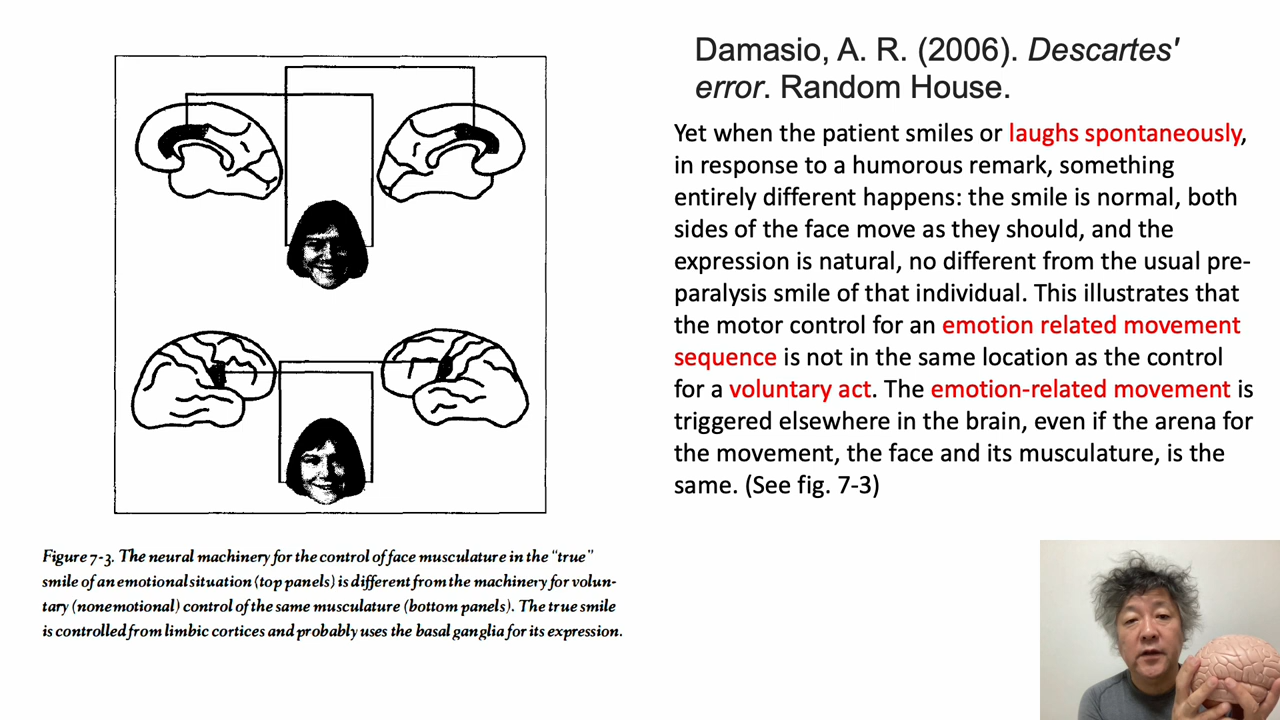 Damasio, A. R. (2006). Descartes'
error. Random House.
Yet when the patient smiles or laughs spontaneously,
in response to a humorous remark, something
entirely different happens: the smile is normal, both
sides of the face move as they should, and the
expression is natural, no different from the usual pre-
paralysis smile of that individual. This illustrates that
the motor control for an emotion related movement
sequence is not in the same location as the control
for a voluntary act. The emotion-related movement is
triggered elsewhere in the brain, even if the arena for
the movement, the face and its musculature, is the
same. (See fig. 7-3)
Figure 7-3. The neural machinery for the control of face musculature in the "true"
smile of an emotional situation (top panels) is different from the machinery for volun-
tary (nonemotional) control of the same musculature (bottom panels). The true smile
is controlled from limbic cortices and probably uses the basal ganglia for its expression.